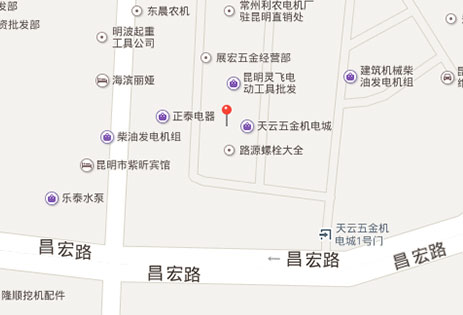 发部
资批发部
东晨农机
常州利农电机厂
驻昆明直销处
明波起重
工具公司
展宏五金经营部
海滨丽娅
昆明灵飞电
动工具批发
建筑机械柴
油发电机组
昆
维
正泰电器
天云五金机电城
柴油发电机组
路源螺栓大全
昆明市紫昕宾馆
乐泰水泵
天云五金机
电城1号门
昌宏路
昌宏路
昌宏路
昌宏路
隆顺挖机配件